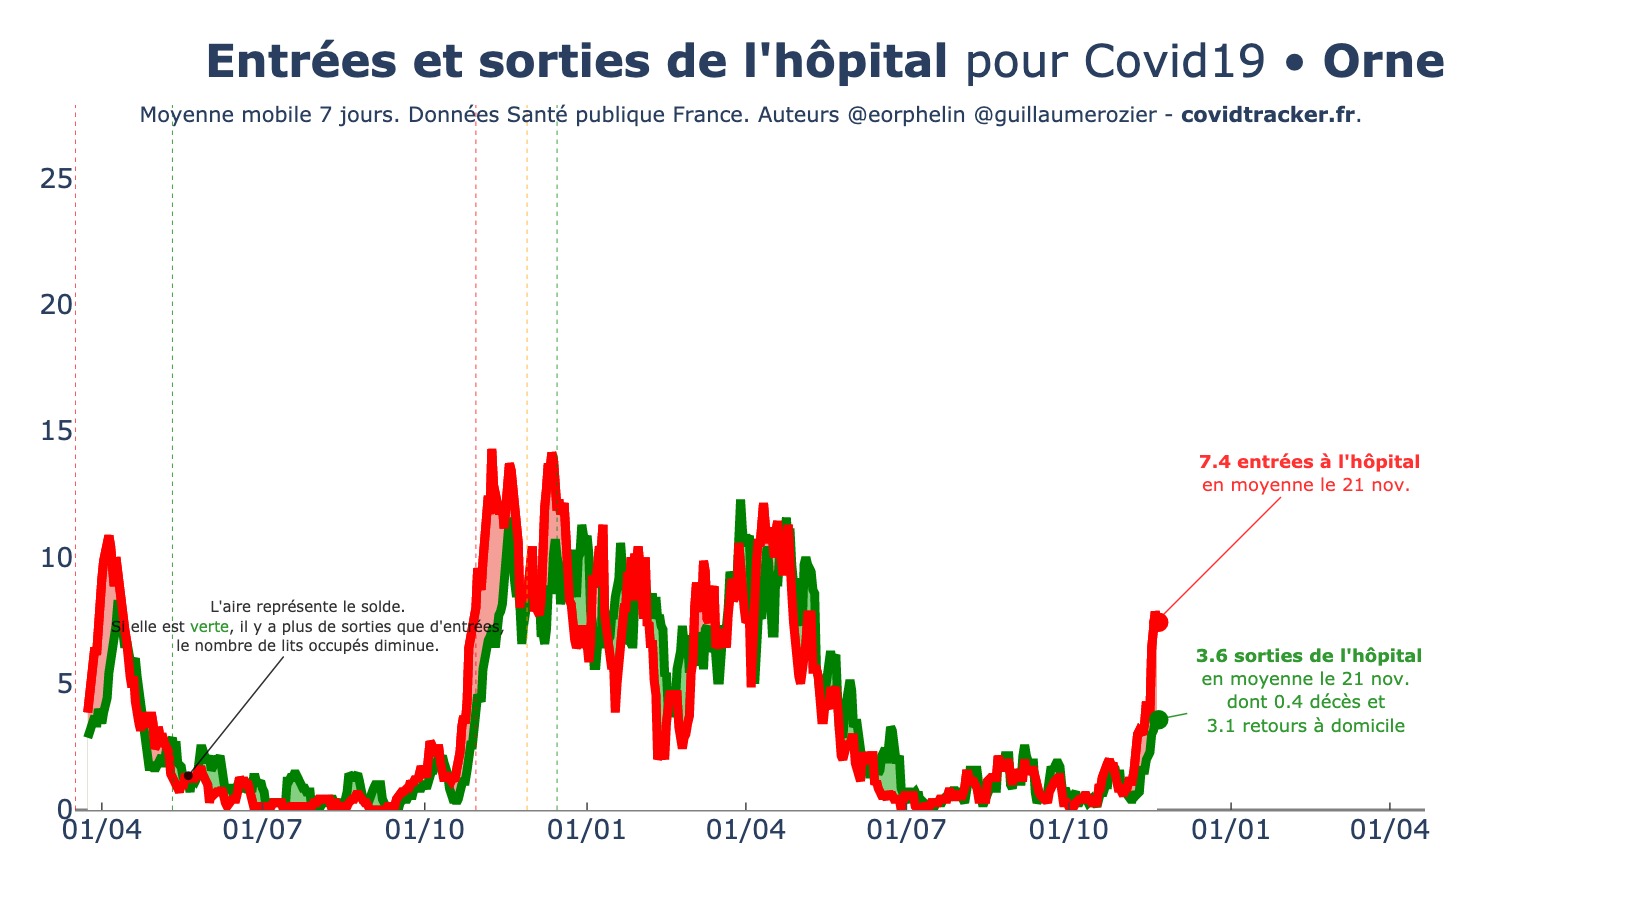 Entrées et sorties de l'hôpital pour Covid19 • Orne
Moyenne mobile 7 jours. Données Santé publique France. Auteurs @eorphelin @guillaumerozier - covidtracker.fr.
25
20
15
10
5
0
7.4 entrées à l'hôpital
en moyenne le 21 nov.
L'aire représente le solde.
Si elle est verte, il y a plus de sorties que d'entrées,
le nombre de lits occupés diminue.
3.6 sorties de l'hôpital
en moyenne le 21 nov.
dont 0.4 décès et
3.1 retours à domicile
01/04 01/07 01/10 01/01 01/04 01/07 01/10 01/01 01/04